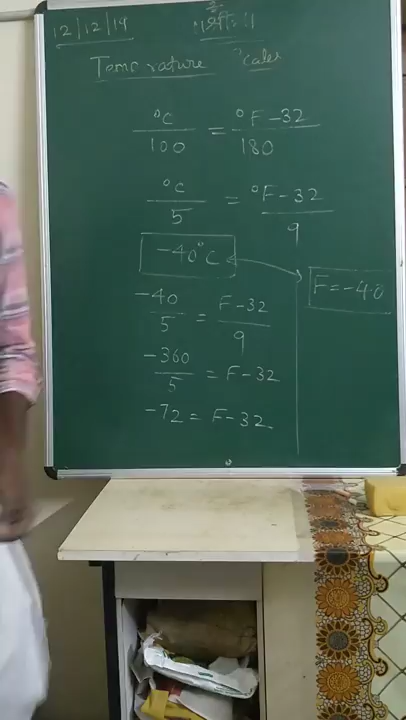 12/12/19
Temperature Scales
°C/100 = °F-32/180
°C/5 = °F-32/9
-40°C
F=-40
-40/5 = F-32/9
-360/5 = F-32
-72 = F-32